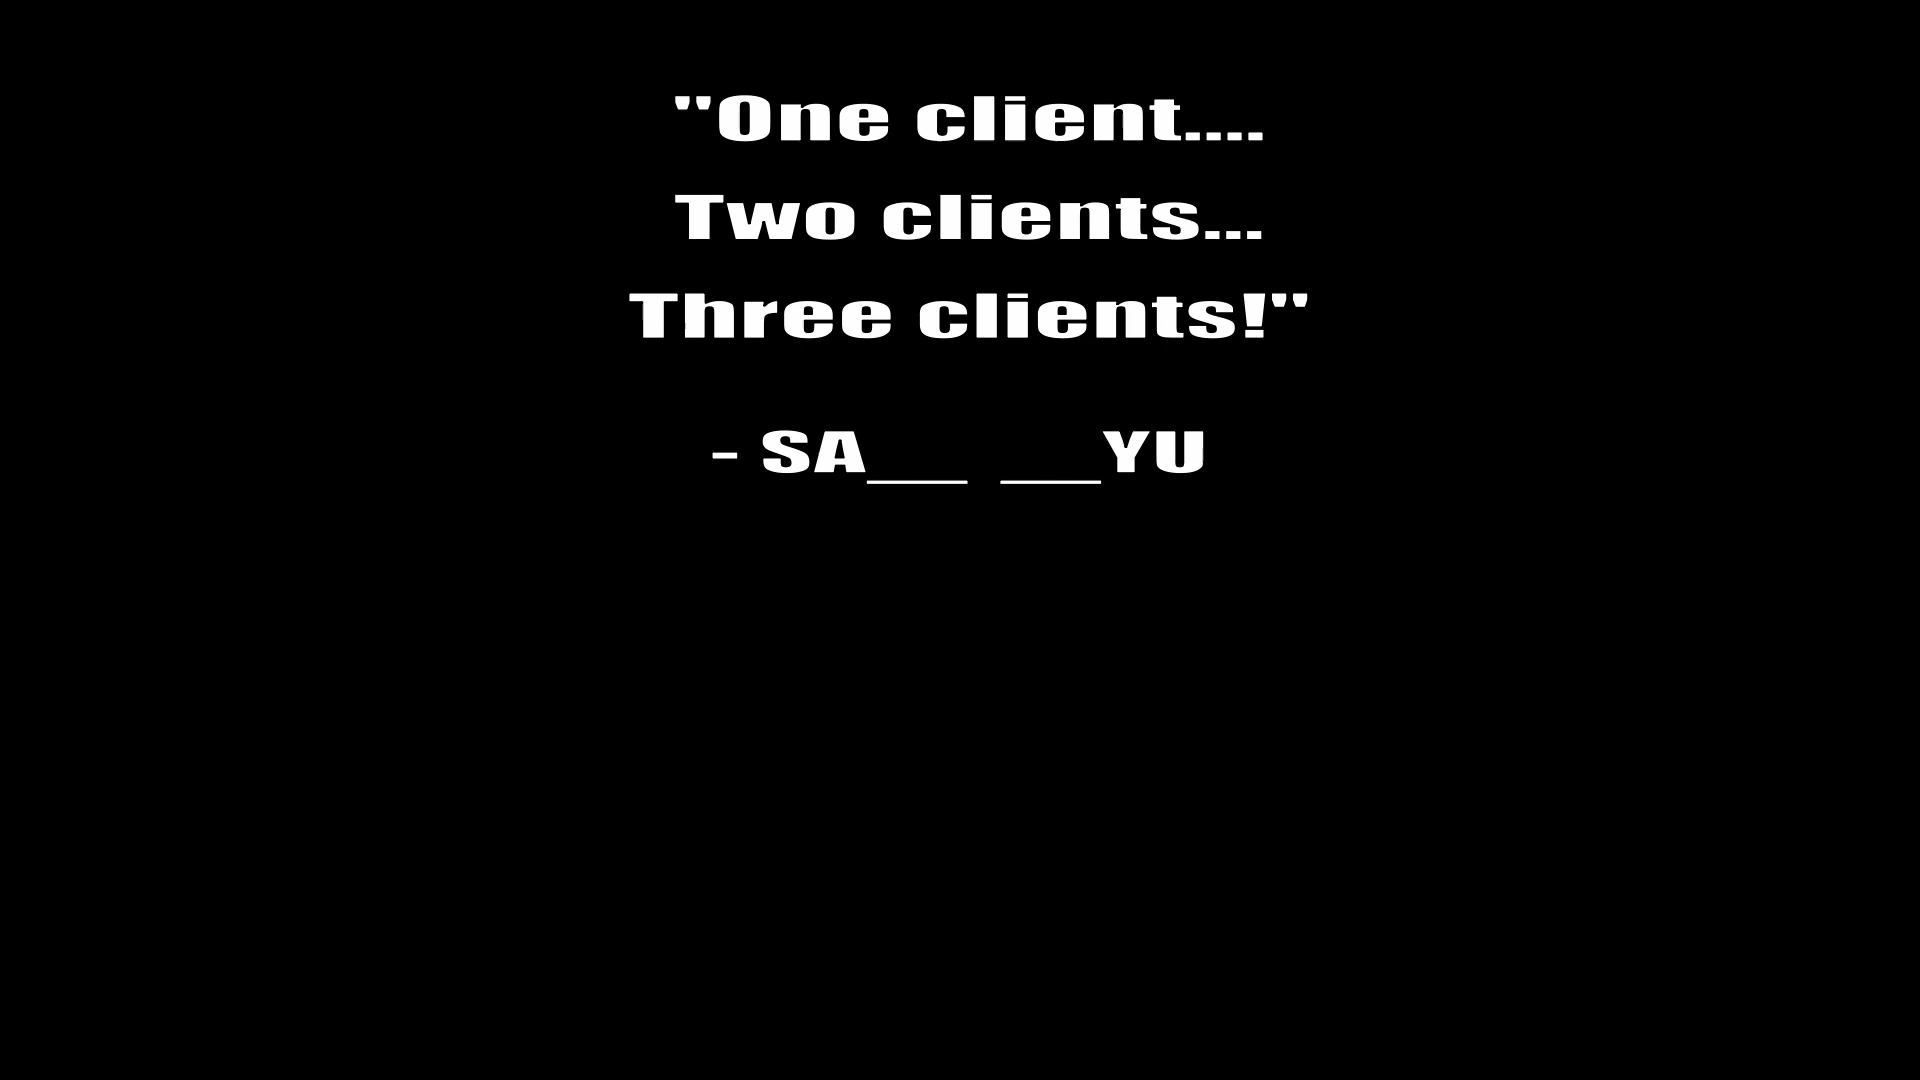 "One client....
Two clients...
Three clients!"
- SA___ ___YU